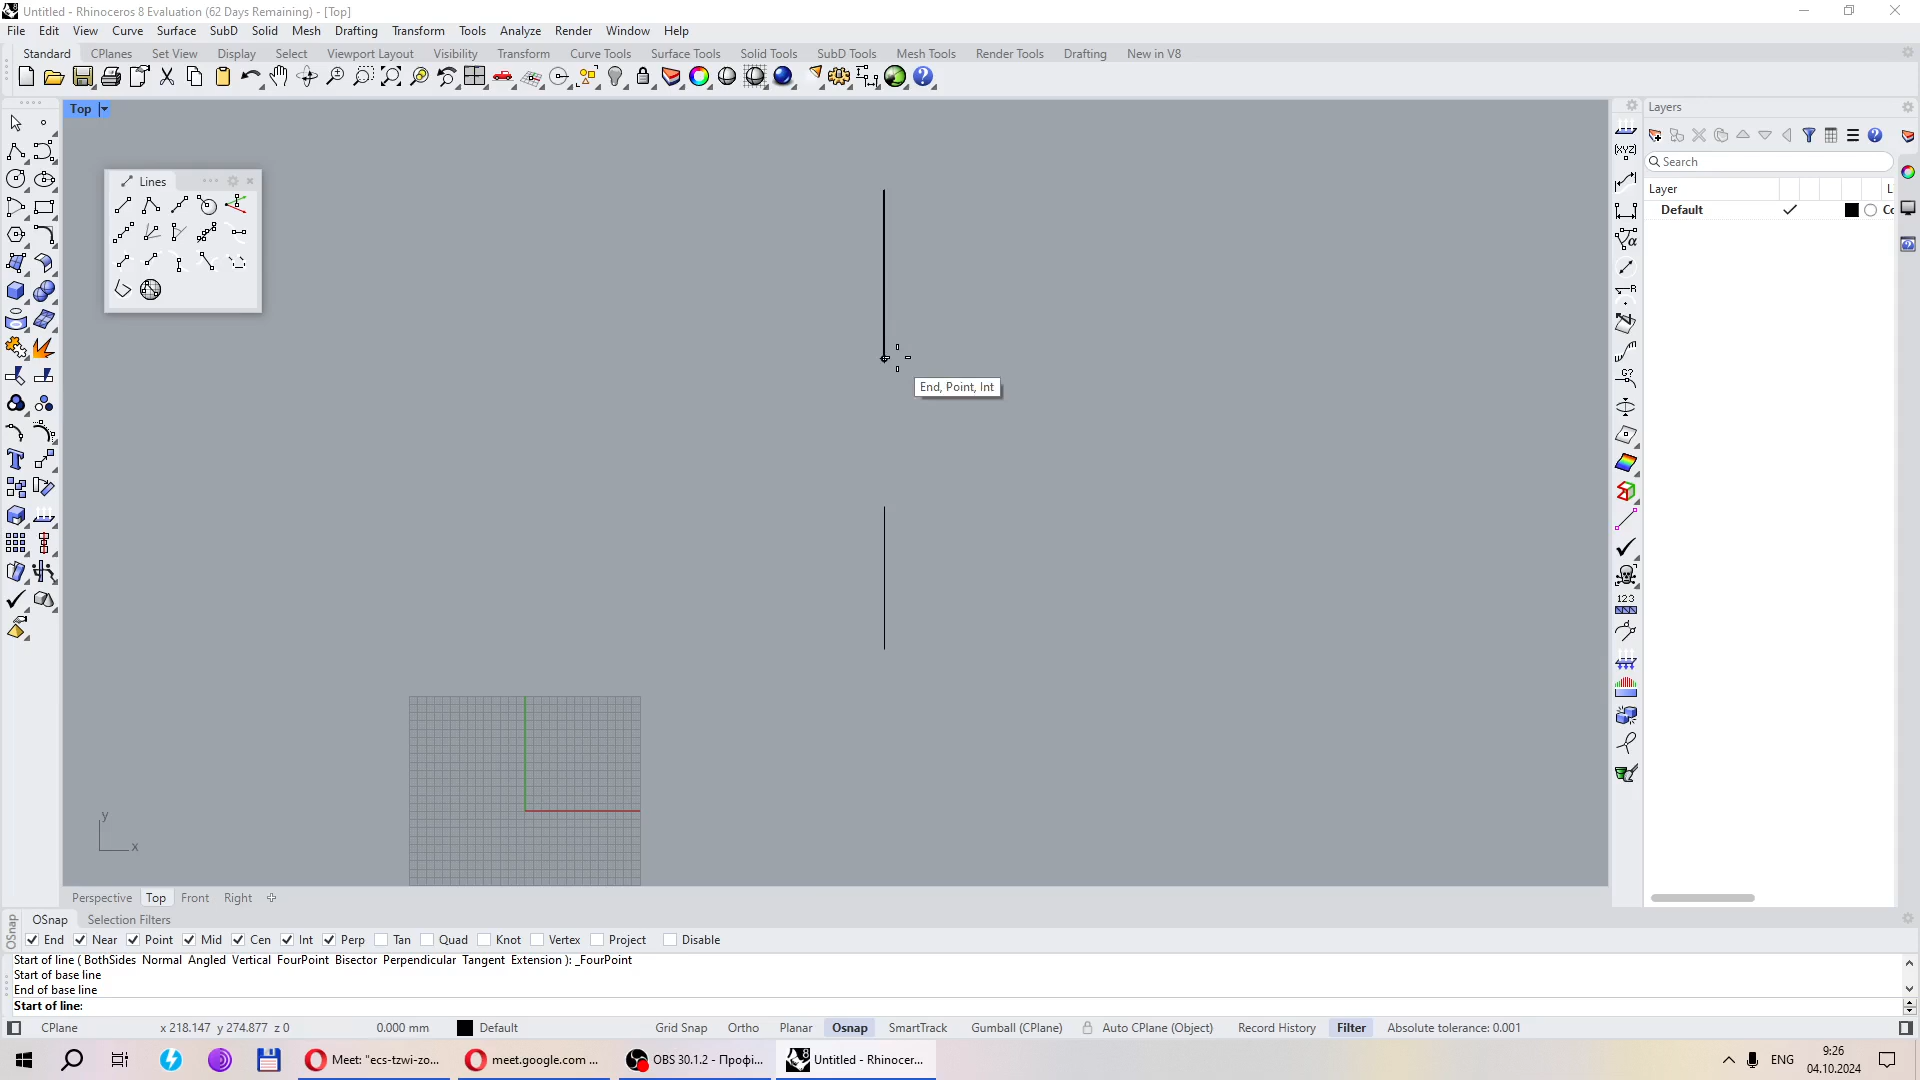 Untitled - Rhinoceros 8 Evaluation (62 Days Remaining) - [Top]
File Edit View Curve Surface SubD Solid Mesh Drafting Transform Tools Analyze Render Window Help
Standard CPlanes Set View Display Select Viewport Layout Visibility Transform Curve Tools Surface Tools Solid Tools SubD Tools Mesh Tools Render Tools Drafting New in V8
Top
Layers
Lines
Search
Layer L
Default Co
End, Point, Int
(XYZ)
R
G?
123
y
x
Perspective Top Front Right
OSnap
OSnap Selection Filters
End Near Point Mid Cen Int Perp Tan Quad Knot Vertex Project Disable
Start of line ( BothSides Normal Angled Vertical FourPoint Bisector Perpendicular Tangent Extension ): _FourPoint
Start of base line
End of base line
Start of line:
CPlane x 218.147 y 274.877 z 0 0.000 mm Default Grid Snap Ortho Planar Osnap SmartTrack Gumball (CPlane) Auto CPlane (Object) Record History Filter Absolute tolerance: 0.001
Meet: "ecs-tzwi-zo... meet.google.com ... OBS 30.1.2 - Профі... Untitled - Rhinocer... ENG 9:26
04.10.2024